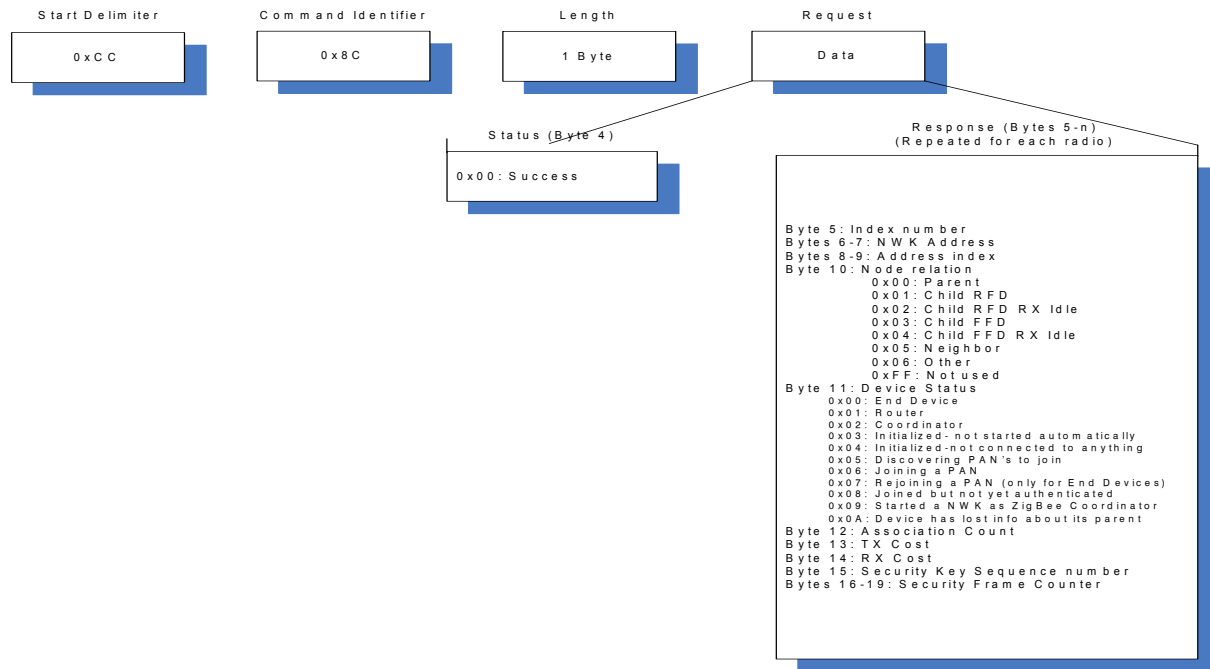 Start Delimiter
Command Identifier
Length
Request
0xCC
0x8C
1 Byte
Data
Status (Byte 4)
0x00: Success
Response (Bytes 5-n)
(Repeated for each radio)
Byte 5: Index number
Bytes 6-7: NWK Address
Bytes 8-9: Address index
Byte 10: Node relation
0x00: Parent
0x01: Child RFD
0x02: Child RFD RX Idle
0x03: Child FFD
0x04: Child FFD RX Idle
0x05: Neighbor
0x06: Other
0xFF: Not used
Byte 11: Device Status
0x00: End Device
0x01: Router
0x02: Coordinator
0x03: Initialized- not started automatically
0x04: Initialized-not connected to anything
0x05: Discovering PAN's to join
0x06: Joining a PAN
0x07: Rejoining a PAN (only for End Devices)
0x08: Joined but not yet authenticated
0x09: Started a NWK as ZigBee Coordinator
0x0A: Device has lost info about its parent
Byte 12: Association Count
Byte 13: TX Cost
Byte 14: RX Cost
Byte 15: Security Key Sequence number
Bytes 16-19: Security Frame Counter